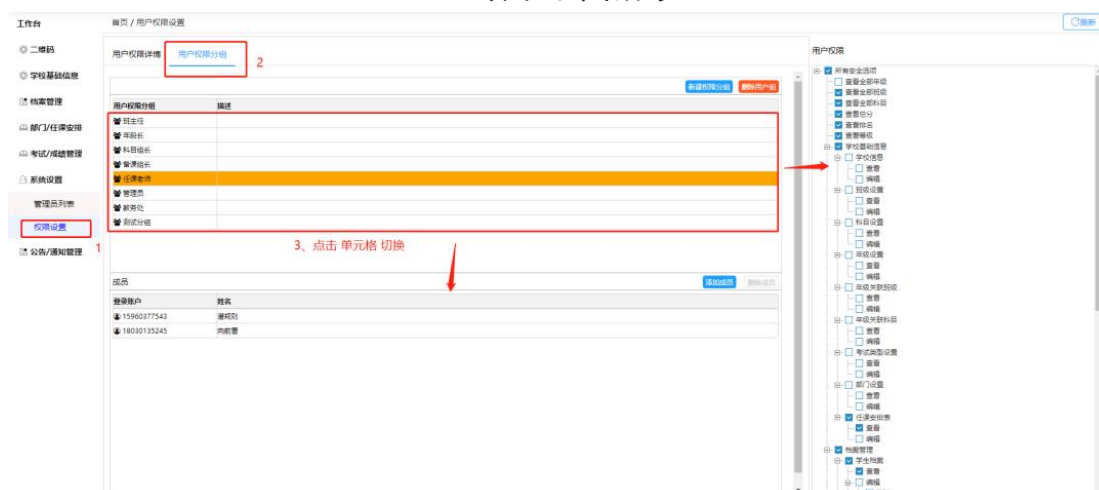 工作台
首页 / 用户权限设置
刷新
二维码
学校基础信息
档案管理
部门/任课安排
考试/成绩管理
系统设置
管理员列表
权限设置
1
公告/通知管理
用户权限详情
用户权限分组
2
新建权限分组
删除用户组
用户权限分组
描述
班主任
年级长
科目组长
备课组长
任课老师
管理员
教务处
测试分组
3、点击 单元格 切换
成员
添加成员
删除成员
登录账户
姓名
15960377543
18030135245
向前曹
用户权限
所有安全选项
查看全部年级
查看全部班级
查看全部科目
查看总分
查看排名
查看等级
学校基础信息
学校信息
查看
编辑
班级设置
查看
编辑
科目设置
查看
编辑
年级设置
查看
编辑
年级关联班级
查看
编辑
年级关联科目
查看
编辑
考试类型设置
查看
编辑
部门设置
查看
编辑
任课安排表
查看
编辑
档案管理
学生档案
查看
编辑